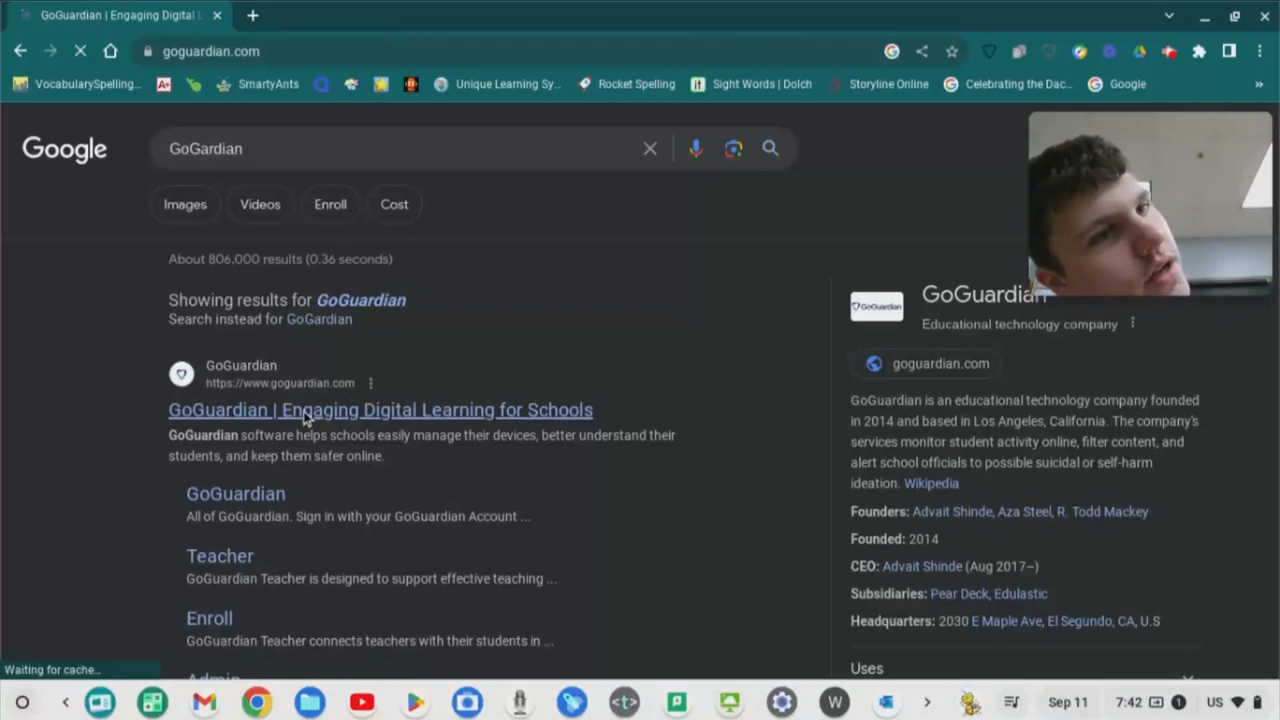 GoGuardian | Engaging Digital L
goguardian.com
VocabularySpelling...
A+
SmartyAnts
Unique Learning Sy...
Rocket Spelling
Sight Words | Dolch
Storyline Online
Celebrating the Dac...
Google
»
Google
GoGardian
Images
Videos
Enroll
Cost
About 806,000 results (0.36 seconds)
Showing results for GoGuardian
Search instead for GoGardian
GoGuardian
https://www.goguardian.com
GoGuardian | Engaging Digital Learning for Schools
GoGuardian software helps schools easily manage their devices, better understand their
students, and keep them safer online.
GoGuardian
All of GoGuardian. Sign in with your GoGuardian Account ...
Teacher
GoGuardian Teacher is designed to support effective teaching ...
Enroll
GoGuardian Teacher connects teachers with their students in ...
Admin
GoGuardian
GoGuardian
Educational technology company
goguardian.com
GoGuardian is an educational technology company founded
in 2014 and based in Los Angeles, California. The company's
services monitor student activity online, filter content, and
alert school officials to possible suicidal or self-harm
ideation. Wikipedia
Founders: Advait Shinde, Aza Steel, R. Todd Mackey
Founded: 2014
CEO: Advait Shinde (Aug 2017–)
Subsidiaries: Pear Deck, Edulastic
Headquarters: 2030 E Maple Ave, El Segundo, CA, U.S
Uses
Waiting for cache...
<t>
W
Sep 11
7:42
1
US